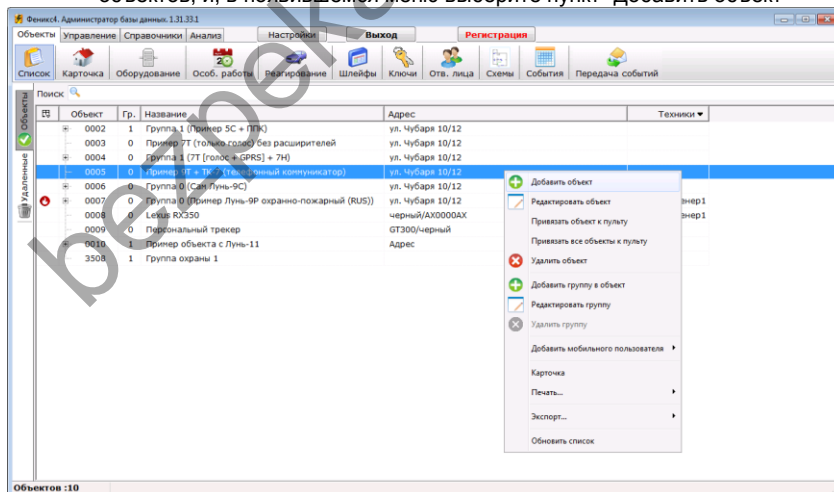 объектов, и, в появившемся меню выберите пункт "Добавить объект"
Феникс4. Администратор базы данных. 1.31.33.1
Объекты Управление Справочники Анализ Настройки Выход Регистрация
Список Карточка Оборудование Особ. работы Реагирование Шлейфы Ключи Отв. лица Схемы События Передача событий
Поиск
Объекты
Удаленные
Объект Гр. Название Адрес Техники
0002 1 Группа 1 (Пример 5С + ППК) ул. Чубаря 10/12
0003 0 Пример 7Т (только голос) без расширителей ул. Чубаря 10/12
0004 0 Группа 1 (7Т [голос + GPRS] + 7Н) ул. Чубаря 10/12
0005 0 Пример 9Т + ТК (телефонный коммуникатор) ул. Чубаря 10/12
0006 0 Группа 0 (Сам Лунь-9С) ул. Чубаря 10/12
0007 0 Группа 0 (Пример Лунь-9Р охранно-пожарный (RUS)) ул. Чубаря 10/12 енер1
0008 0 Lexus RX350 черный/АХ0000АХ енер1
0009 0 Персональный трекер GT300/черный
0010 1 Пример объекта с Лунь-11 Адрес
3508 1 Группа охраны 1
Добавить объект
Редактировать объект
Привязать объект к пульту
Привязать все объекты к пульту
Удалить объект
Добавить группу в объект
Редактировать группу
Удалить группу
Добавить мобильного пользователя
Карточка
Печать...
Экспорт...
Обновить список
Объектов :10
bezpeka